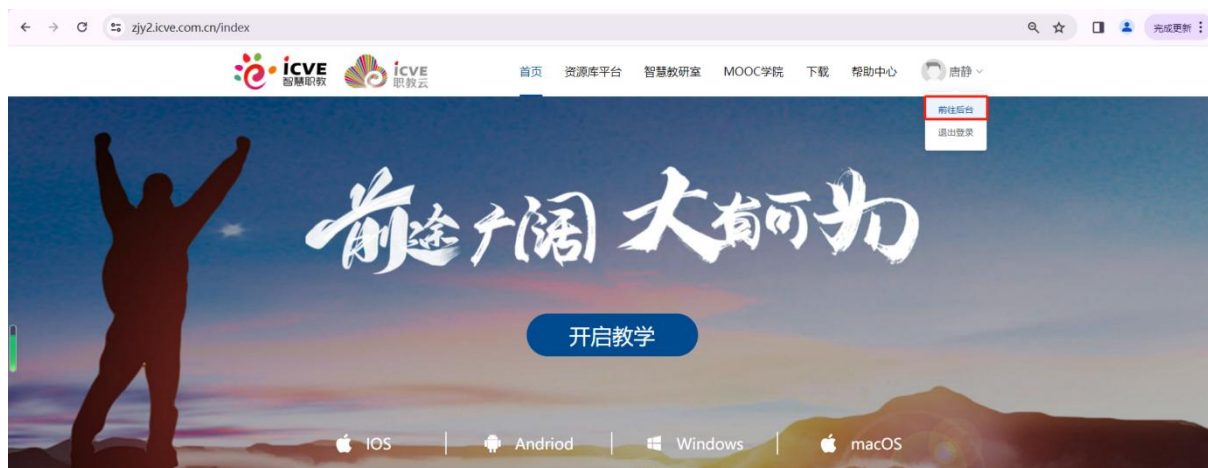 zjy2.icve.com.cn/index
完成更新
icve 智慧职教 icve 职教云 首页 资源库平台 智慧教研室 MOOC学院 下载 帮助中心 唐静
前往后台
退出登录
前途广阔 大有可为
开启教学
IOS Andriod Windows macOS